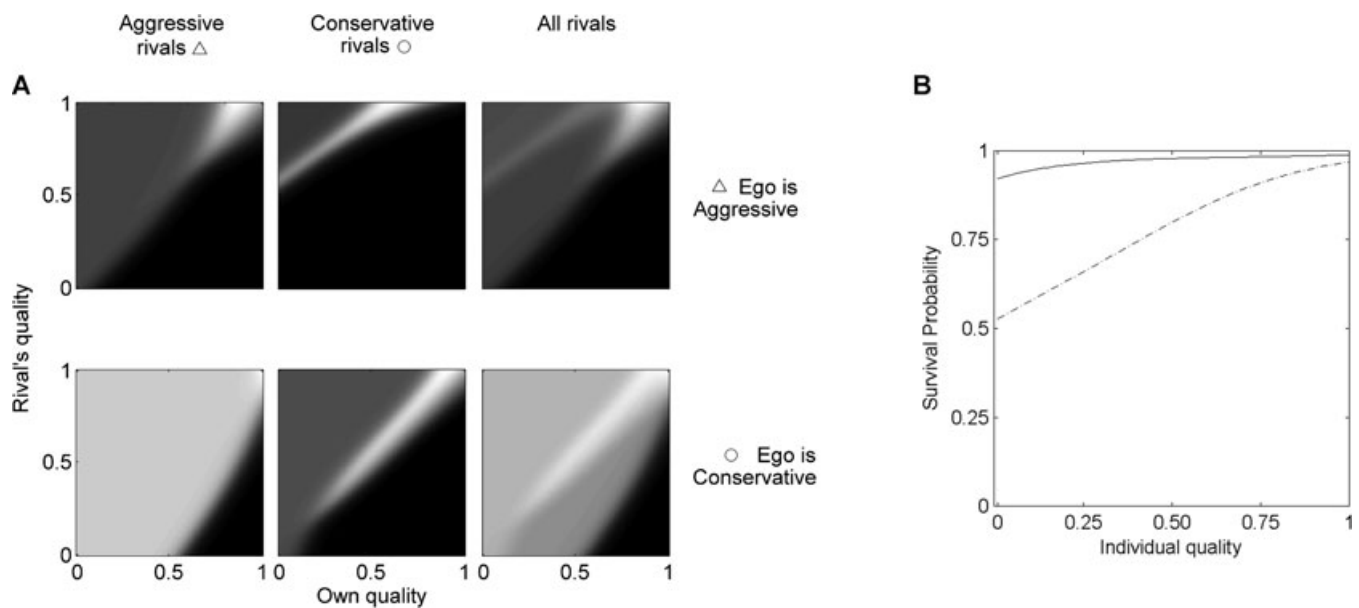 Aggressive
rivals △
Conservative
rivals ○
All rivals
A
1
0.5
0
△ Ego is
Aggressive
Rival's quality
1
0.5
0
0 0.5 1 0 0.5 1 0 0.5 1
Own quality
○ Ego is
Conservative
B
1
0.75
0.5
0.25
0
Survival Probability
0 0.25 0.50 0.75 1
Individual quality